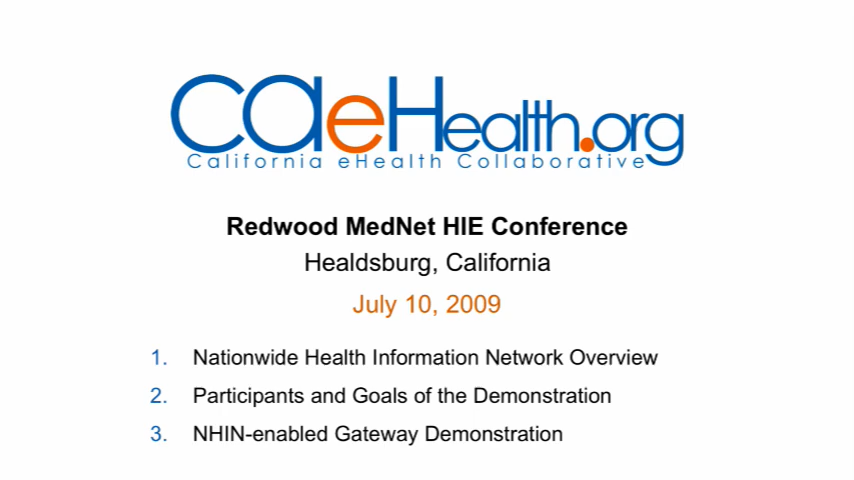 caeHealth.org
California eHealth Collaborative
Redwood MedNet HIE Conference
Healdsburg, California
July 10, 2009
1. Nationwide Health Information Network Overview
2. Participants and Goals of the Demonstration
3. NHIN-enabled Gateway Demonstration